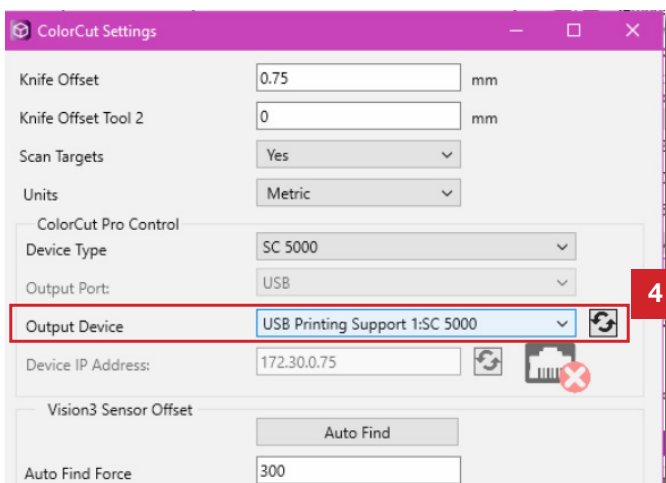 ColorCut Settings
Knife Offset 0.75 mm
Knife Offset Tool 2 0 mm
Scan Targets Yes
Units Metric
ColorCut Pro Control
Device Type SC 5000
Output Port: USB
4
Output Device USB Printing Support 1:SC 5000
Device IP Address: 172.30.0.75
Vision3 Sensor Offset
Auto Find
Auto Find Force 300